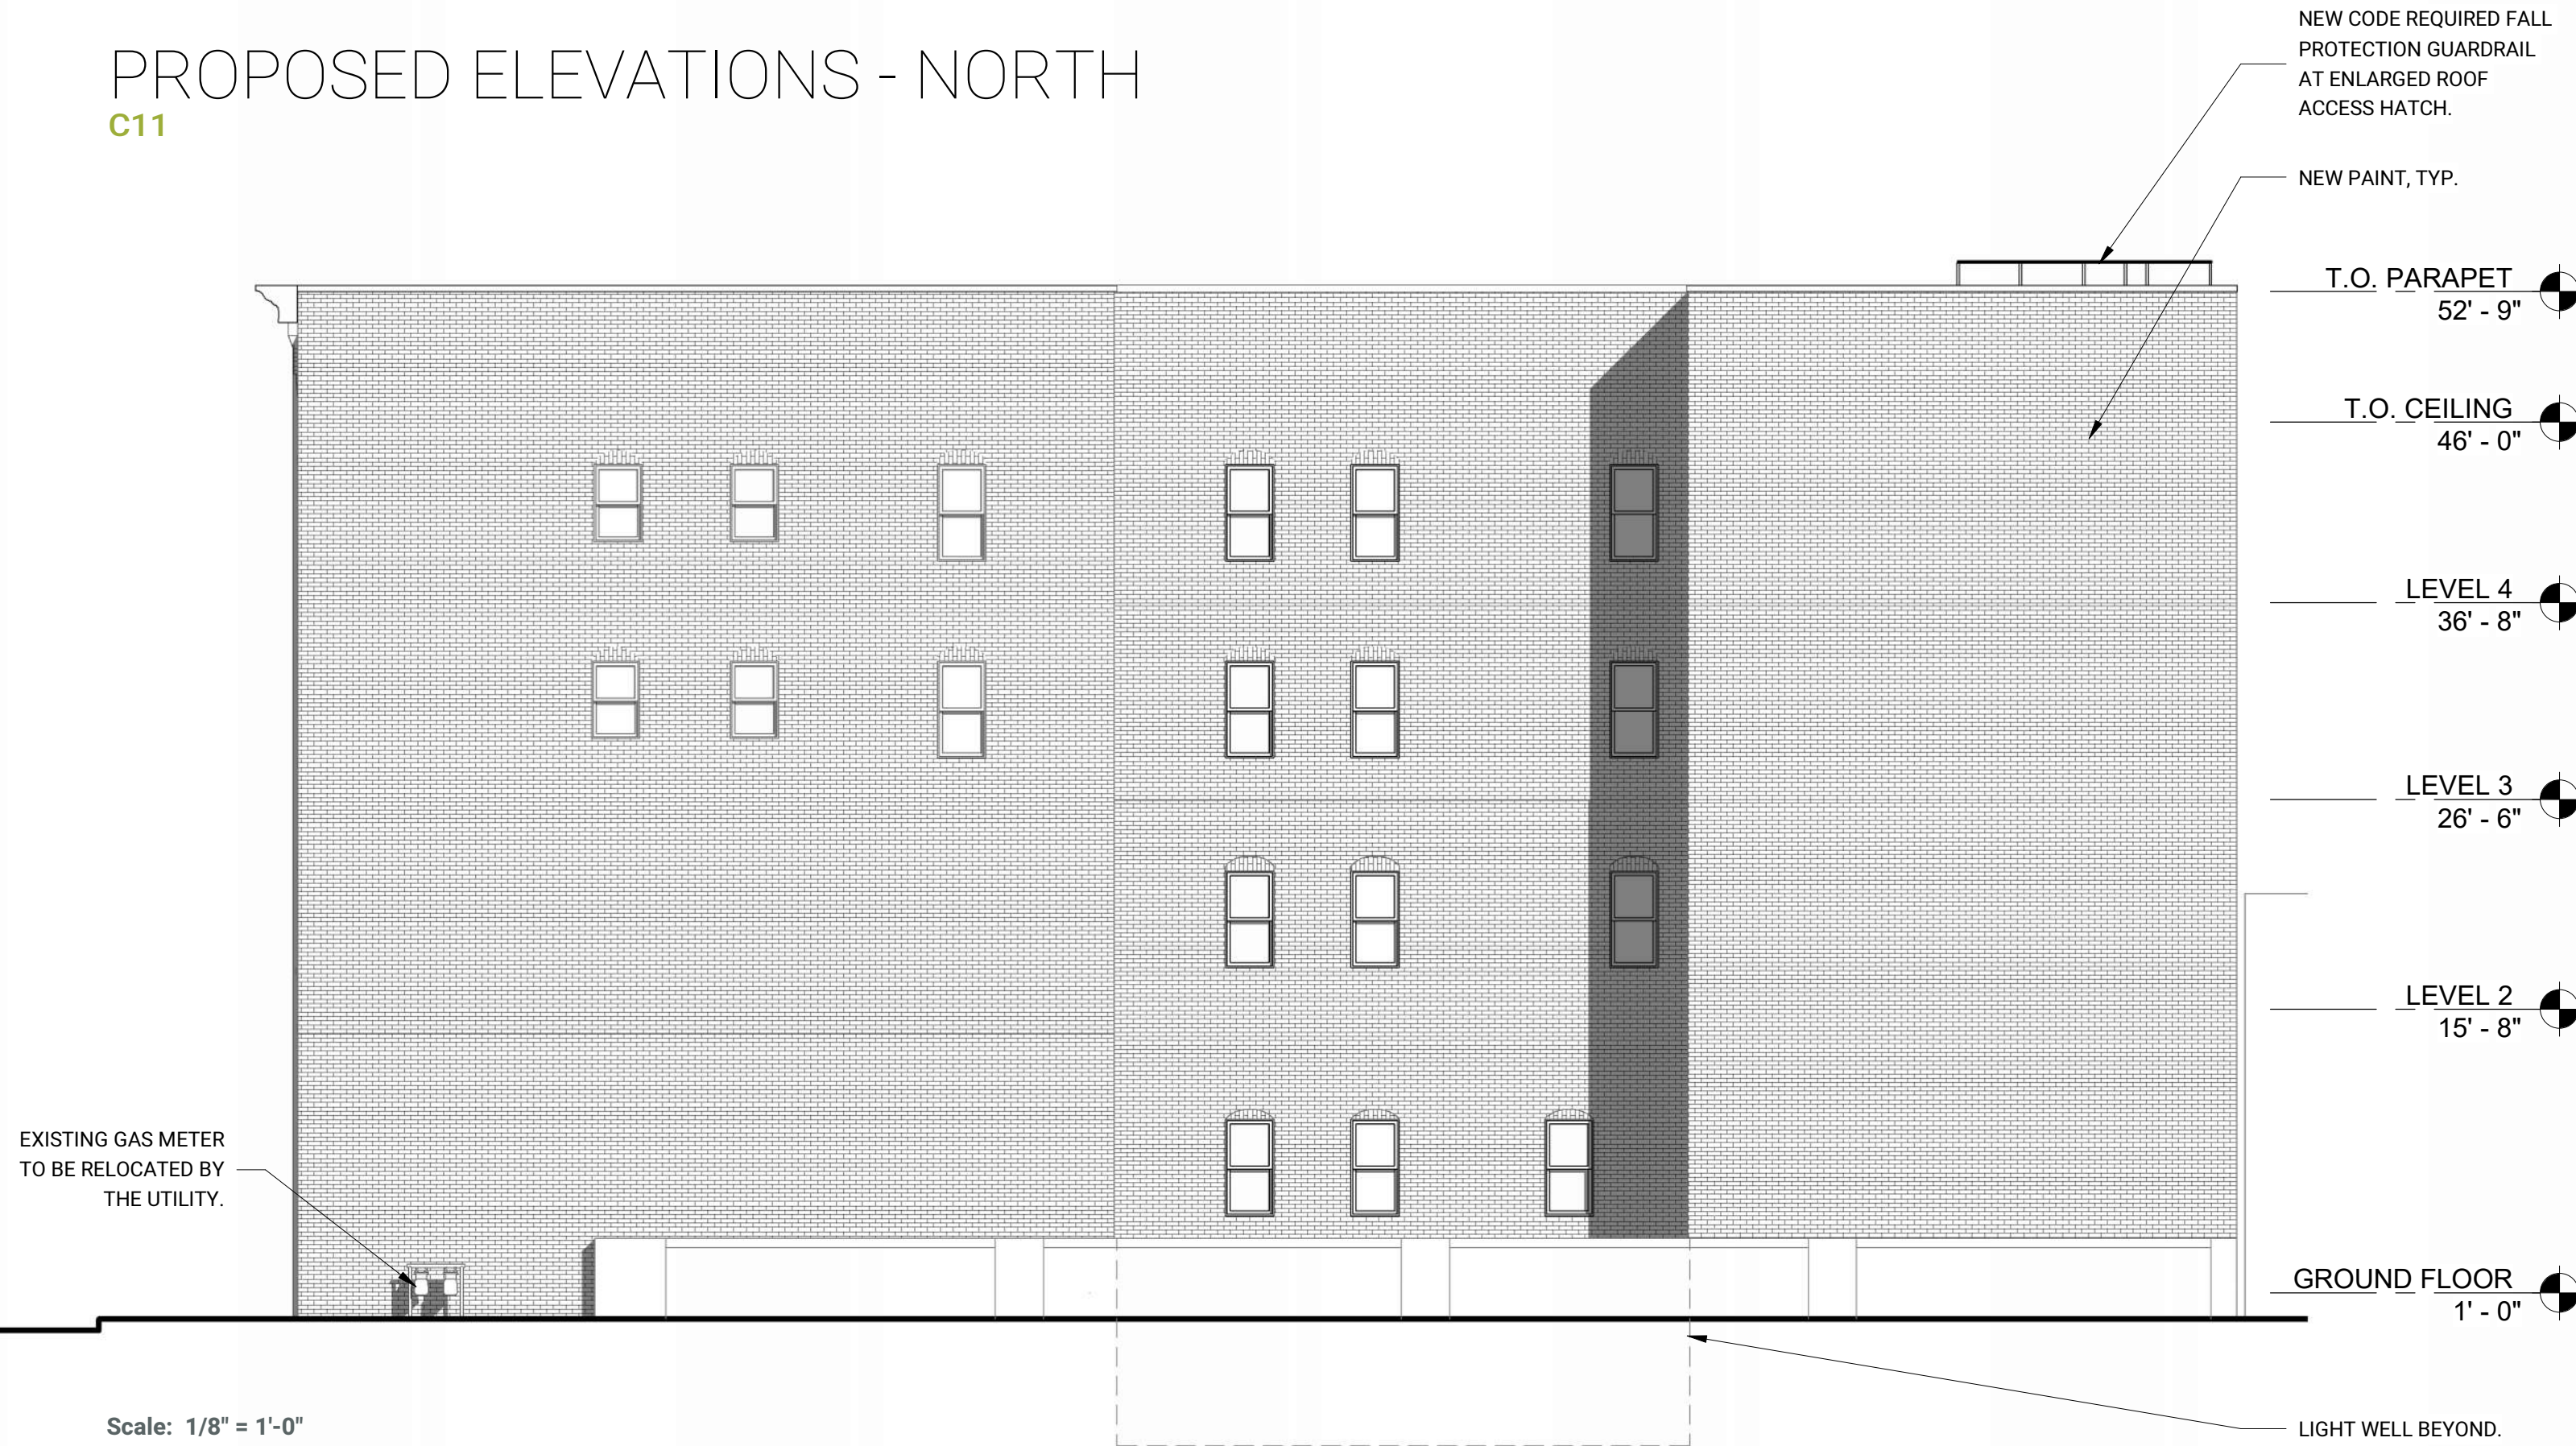 PROPOSED ELEVATIONS - NORTH
C11
NEW CODE REQUIRED FALL
PROTECTION GUARDRAIL
AT ENLARGED ROOF
ACCESS HATCH.
NEW PAINT, TYP.
T.O. PARAPET
52' - 9"
T.O. CEILING
46' - 0"
LEVEL 4
36' - 8"
LEVEL 3
26' - 6"
LEVEL 2
15' - 8"
EXISTING GAS METER
TO BE RELOCATED BY
THE UTILITY.
GROUND FLOOR
1' - 0"
LIGHT WELL BEYOND.
Scale: 1/8" = 1'-0"